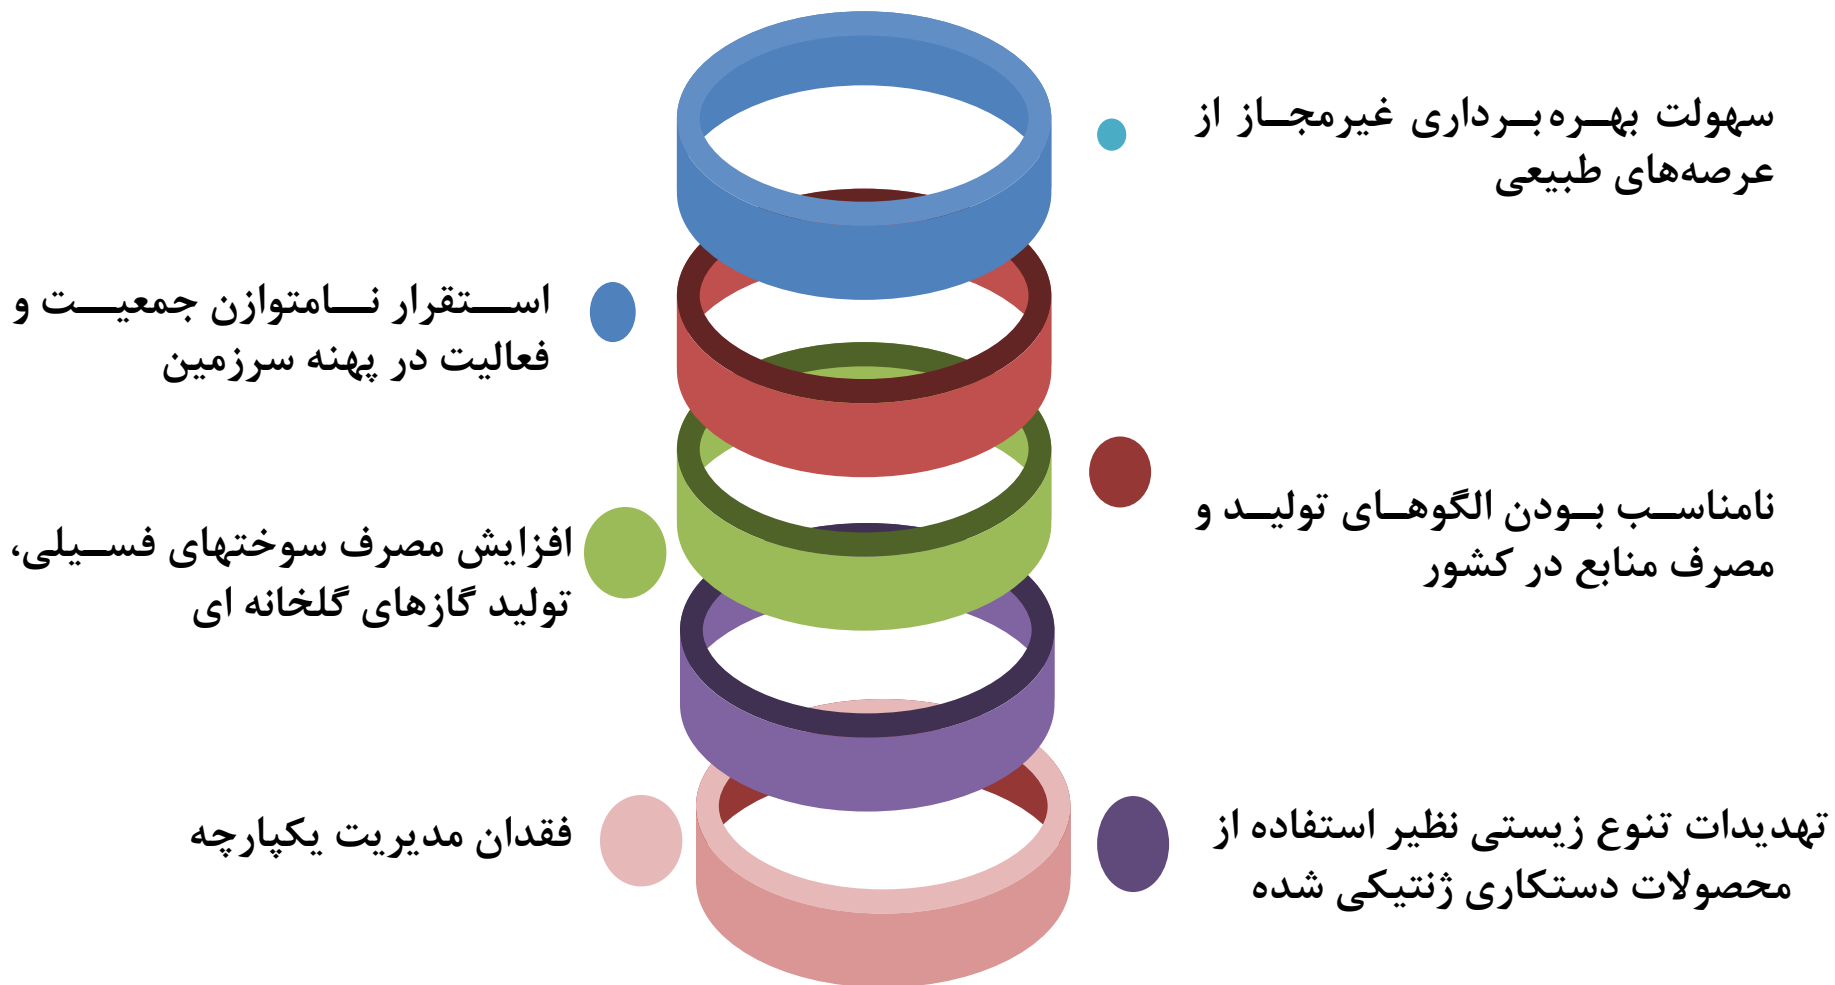 سهولت بهره‌برداری غیرمجاز از
عرصه‌های طبیعی
استقرار نامتوازن جمعیت و
فعالیت در پهنه سرزمین
نامناسب بودن الگوهای تولید و
مصرف منابع در کشور
افزایش مصرف سوختهای فسیلی،
تولید گازهای گلخانه ای
تهدیدات تنوع زیستی نظیر استفاده از
محصولات دستکاری ژنتیکی شده
فقدان مدیریت یکپارچه